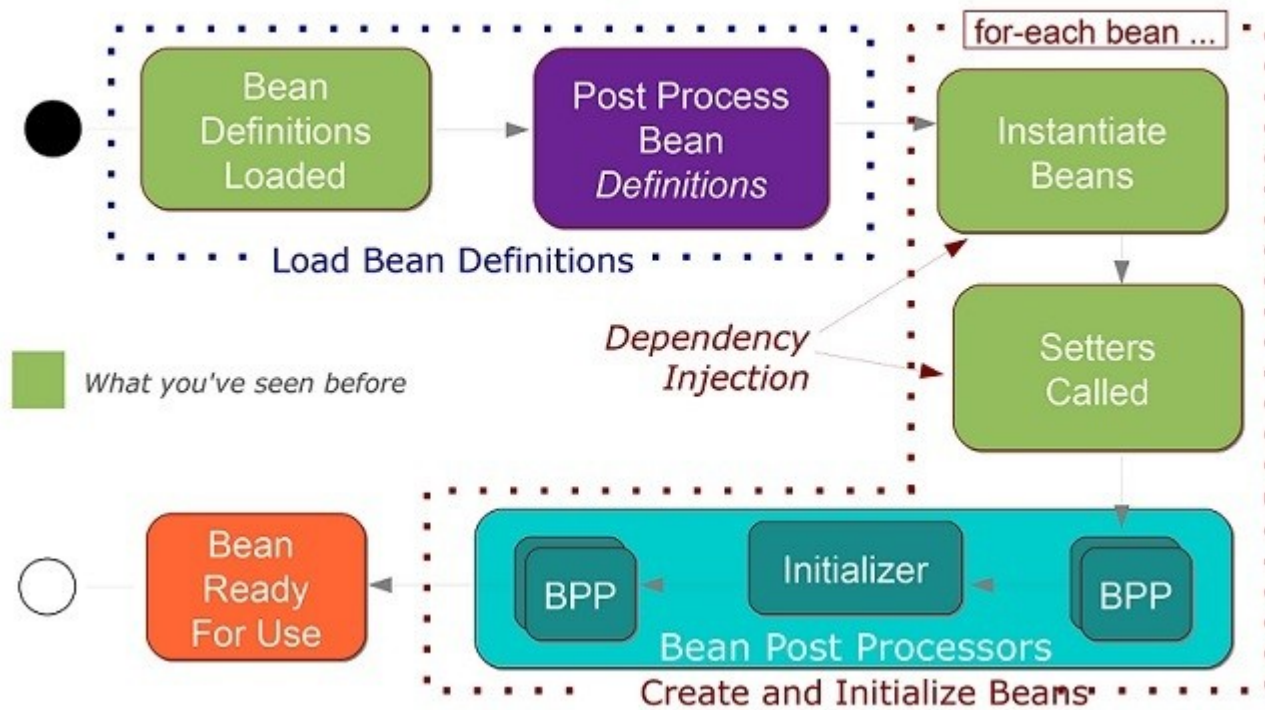 for-each bean ...
Bean
Definitions
Loaded
Post Process
Bean
Definitions
Instantiate
Beans
Load Bean Definitions
Dependency
Injection
Setters
Called
What you've seen before
Bean
Ready
For Use
BPP
Initializer
BPP
Bean Post Processors
Create and Initialize Beans